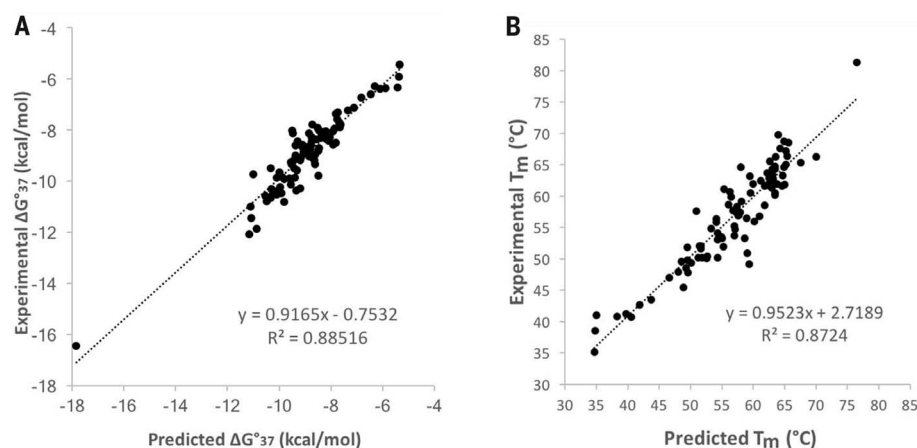 A
-4
-6
-8
-10
-12
-14
-16
-18
Experimental ΔG°37 (kcal/mol)
y = 0.9165x - 0.7532
R² = 0.88516
-18 -16 -14 -12 -10 -8 -6 -4
Predicted ΔG°37 (kcal/mol)
B
85
80
75
70
65
60
55
50
45
40
35
30
Experimental Tm (°C)
y = 0.9523x + 2.7189
R² = 0.8724
30 35 40 45 50 55 60 65 70 75 80 85
Predicted Tm (°C)